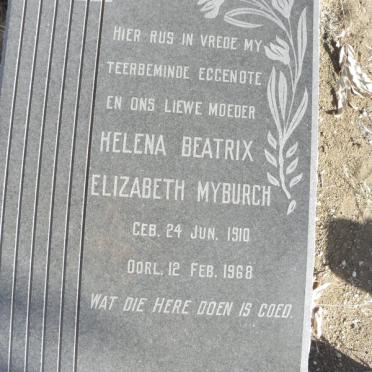 HIER RUS IN VREDE MY
TEERBEMINDE EGGENOTE
EN ONS LIEWE MOEDER
HELENA BEATRIX
ELIZABETH MYBURGH
GEB. 24 JUN. 1910
OORL. 12 FEB. 1968
WAT DIE HERE DOEN IS GOED.